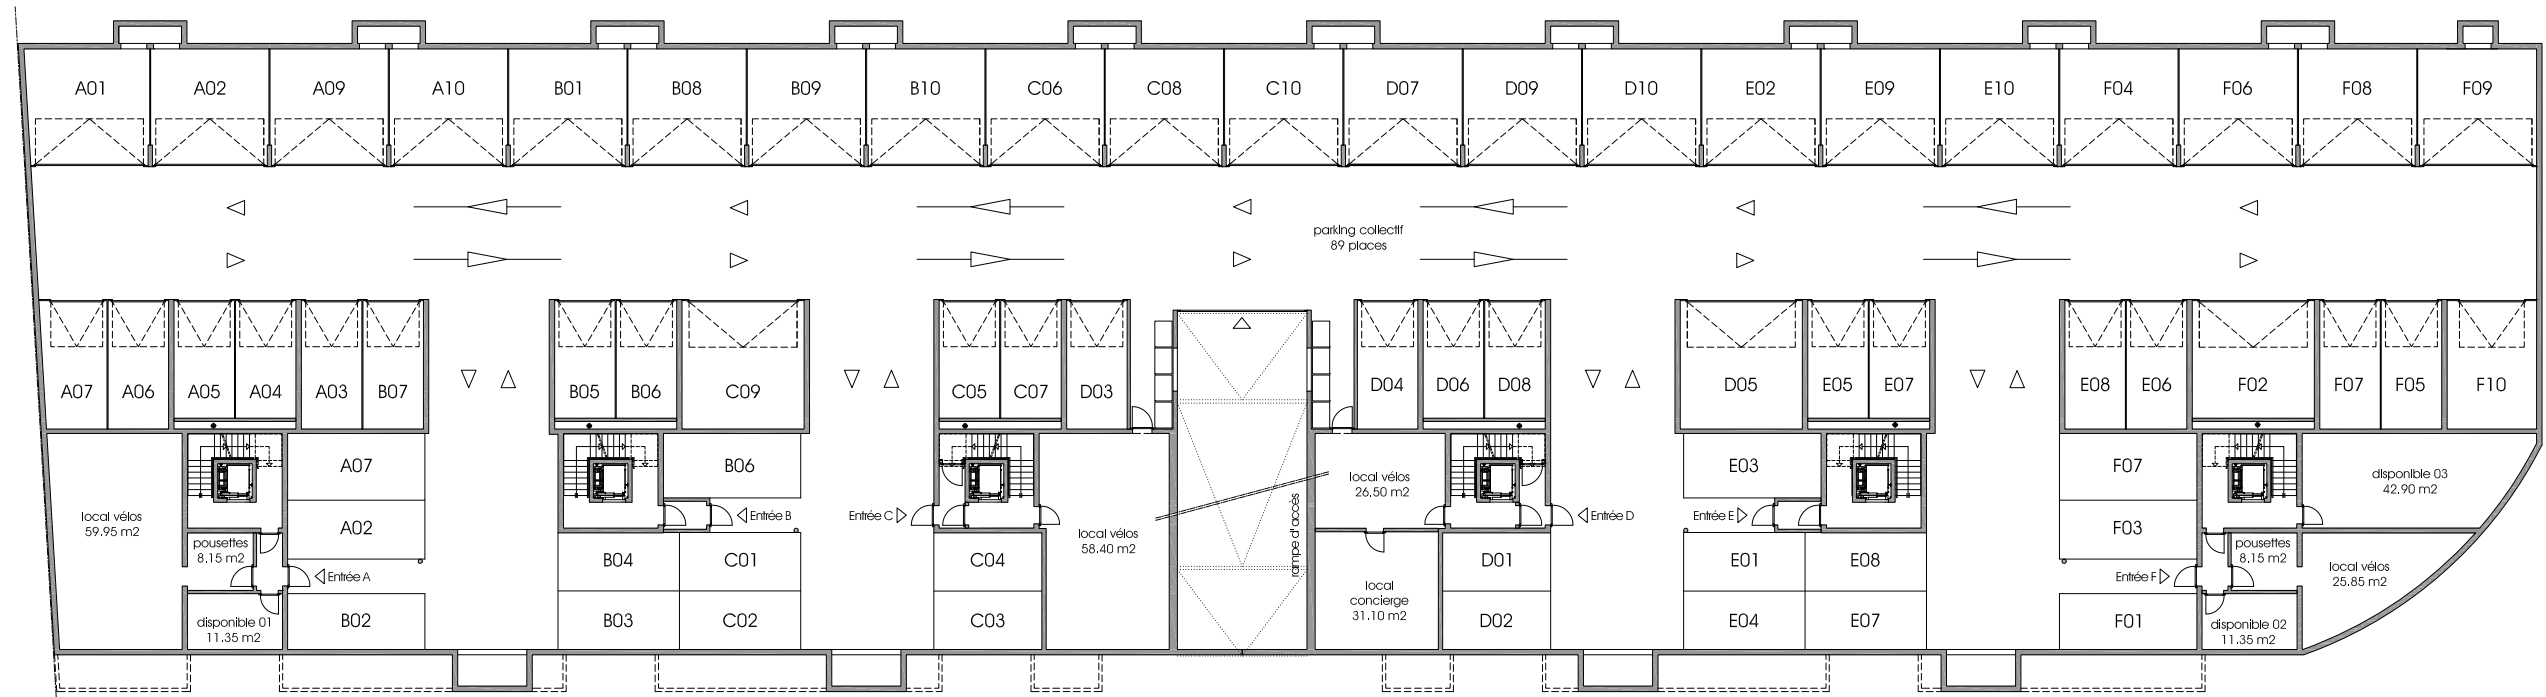 A01 A02 A09 A10 B01 B08 B09 B10 C06 C08 C10 D07 D09 D10 E02 E09 E10 F04 F06 F08 F09
parking collectif
89 places
A07 A06 A05 A04 A03 B07 B05 B06 C09 C05 C07 D03 D04 D06 D08 D05 E05 E07 E08 E06 F02 F07 F05 F10
A07 B06 E03 F07
local vélos
26.50 m2
disponible 03
42.90 m2
local vélos
59.95 m2
A02
Entrée B
Entrée C
local vélos
58.40 m2
rampe d'accès
Entrée D
Entrée E
F03
pousettes
8.15 m2
B04 C01 C04 D01 E01 E08
pousettes
8.15 m2
Entrée A
Entrée F
local vélos
25.85 m2
local
concierge
31.10 m2
disponible 01
11.35 m2
B02 B03 C02 C03 D02 E04 E07 F01
disponible 02
11.35 m2